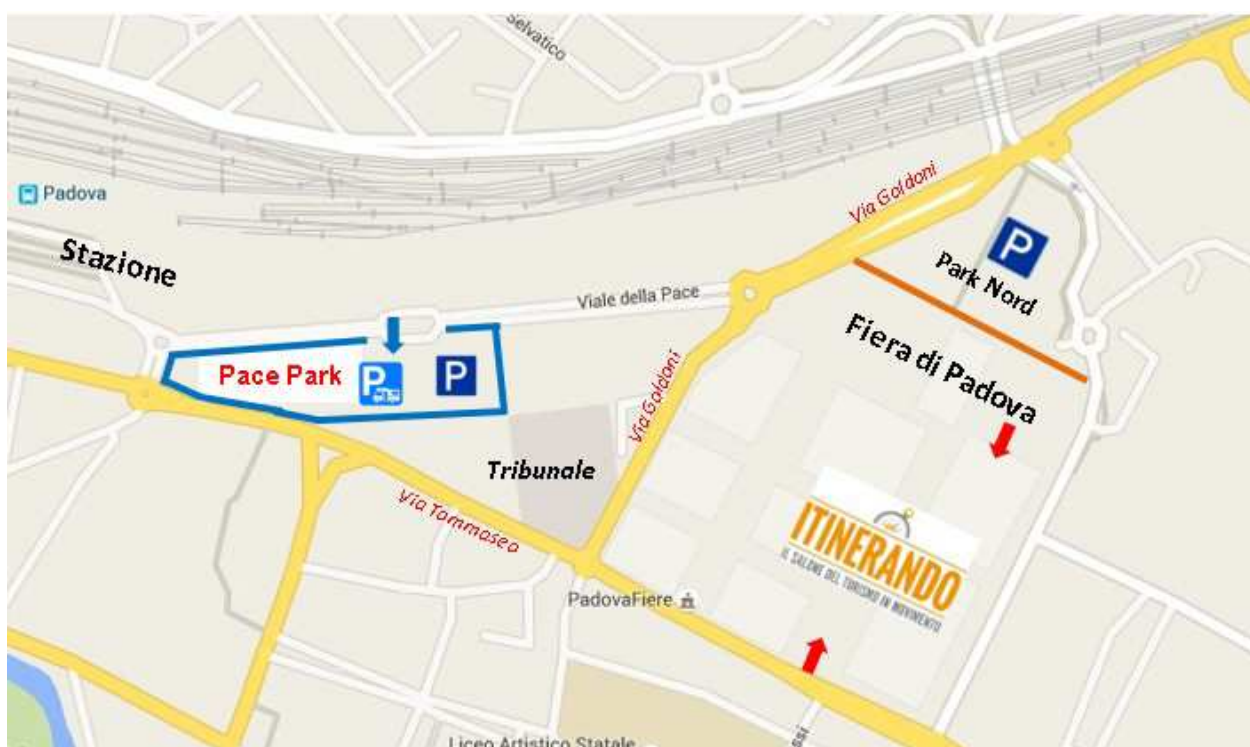 Selvatico
Padova
Stazione
Via Goldoni
P
Park Nord
Viale della Pace
Fiera di Padova
Pace Park
P
P
Via Goldoni
Tribunale
Via Tommaseo
ITINERANDO
IL SALONE DEL TURISMO IN MOVIMENTO
PadovaFiere
Liceo Artistico Statale